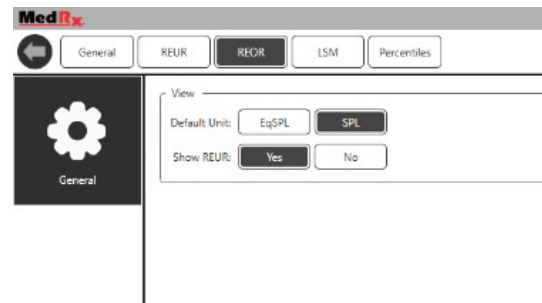 MedRx
General REUR REOR LSM Percentiles
View
Default Unit: EqSPL SPL
Show REUR: Yes No
General